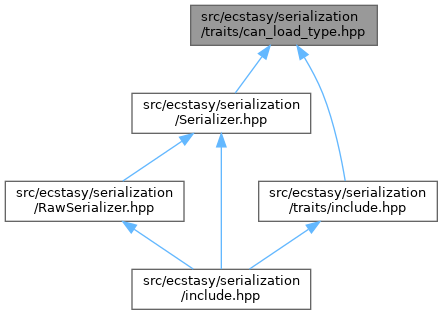 src/ecstasy/serialization
/traits/can_load_type.hpp
src/ecstasy/serialization
/Serializer.hpp
src/ecstasy/serialization
/RawSerializer.hpp
src/ecstasy/serialization
/traits/include.hpp
src/ecstasy/serialization
/include.hpp